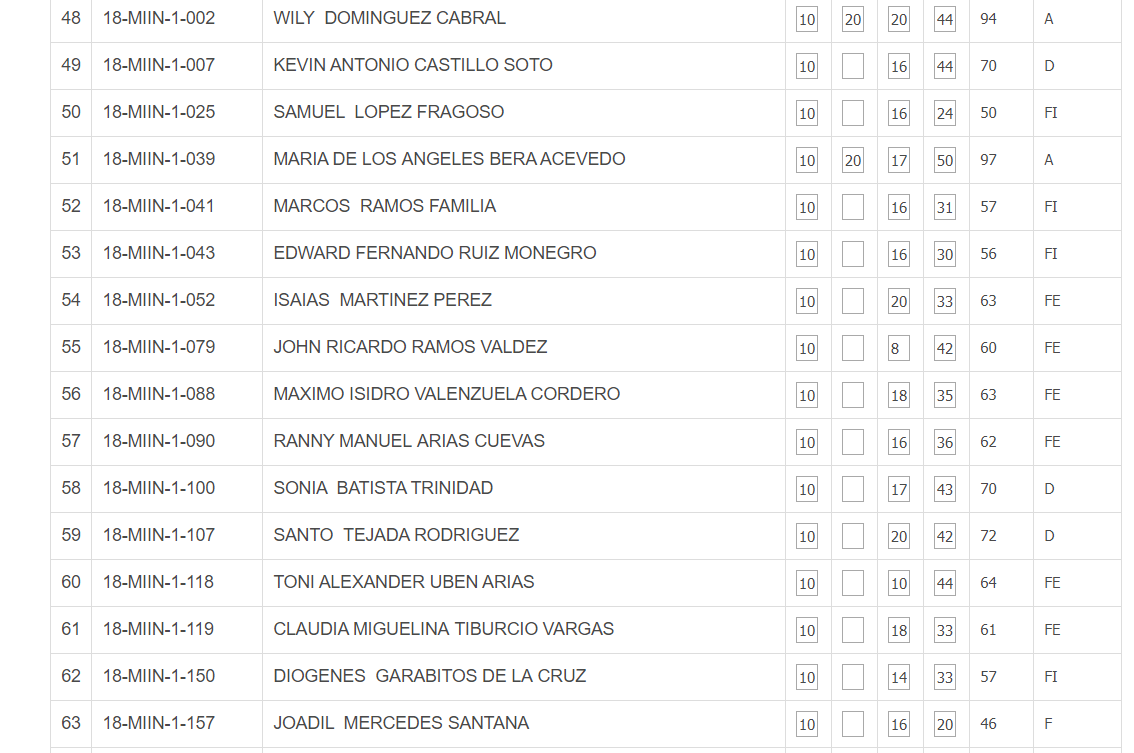 48 18-MIIN-1-002 WILY DOMINGUEZ CABRAL 10 20 20 44 94 A
49 18-MIIN-1-007 KEVIN ANTONIO CASTILLO SOTO 10 16 44 70 D
50 18-MIIN-1-025 SAMUEL LOPEZ FRAGOSO 10 16 24 50 FI
51 18-MIIN-1-039 MARIA DE LOS ANGELES BERA ACEVEDO 10 20 17 50 97 A
52 18-MIIN-1-041 MARCOS RAMOS FAMILIA 10 16 31 57 FI
53 18-MIIN-1-043 EDWARD FERNANDO RUIZ MONEGRO 10 16 30 56 FI
54 18-MIIN-1-052 ISAIAS MARTINEZ PEREZ 10 20 33 63 FE
55 18-MIIN-1-079 JOHN RICARDO RAMOS VALDEZ 10 8 42 60 FE
56 18-MIIN-1-088 MAXIMO ISIDRO VALENZUELA CORDERO 10 18 35 63 FE
57 18-MIIN-1-090 RANNY MANUEL ARIAS CUEVAS 10 16 36 62 FE
58 18-MIIN-1-100 SONIA BATISTA TRINIDAD 10 17 43 70 D
59 18-MIIN-1-107 SANTO TEJADA RODRIGUEZ 10 20 42 72 D
60 18-MIIN-1-118 TONI ALEXANDER UBEN ARIAS 10 10 44 64 FE
61 18-MIIN-1-119 CLAUDIA MIGUELINA TIBURCIO VARGAS 10 18 33 61 FE
62 18-MIIN-1-150 DIOGENES GARABITOS DE LA CRUZ 10 14 33 57 FI
63 18-MIIN-1-157 JOADIL MERCEDES SANTANA 10 16 20 46 F